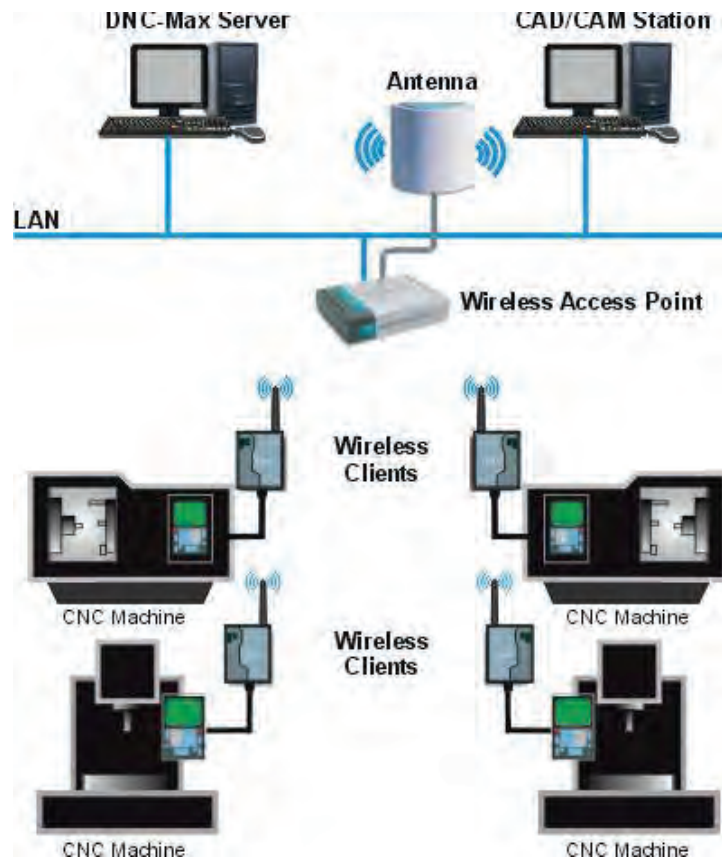 DNC-Max Server
CAD/CAM Station
Antenna
LAN
Wireless Access Point
Wireless
Clients
CNC Machine
CNC Machine
Wireless
Clients
CNC Machine
CNC Machine